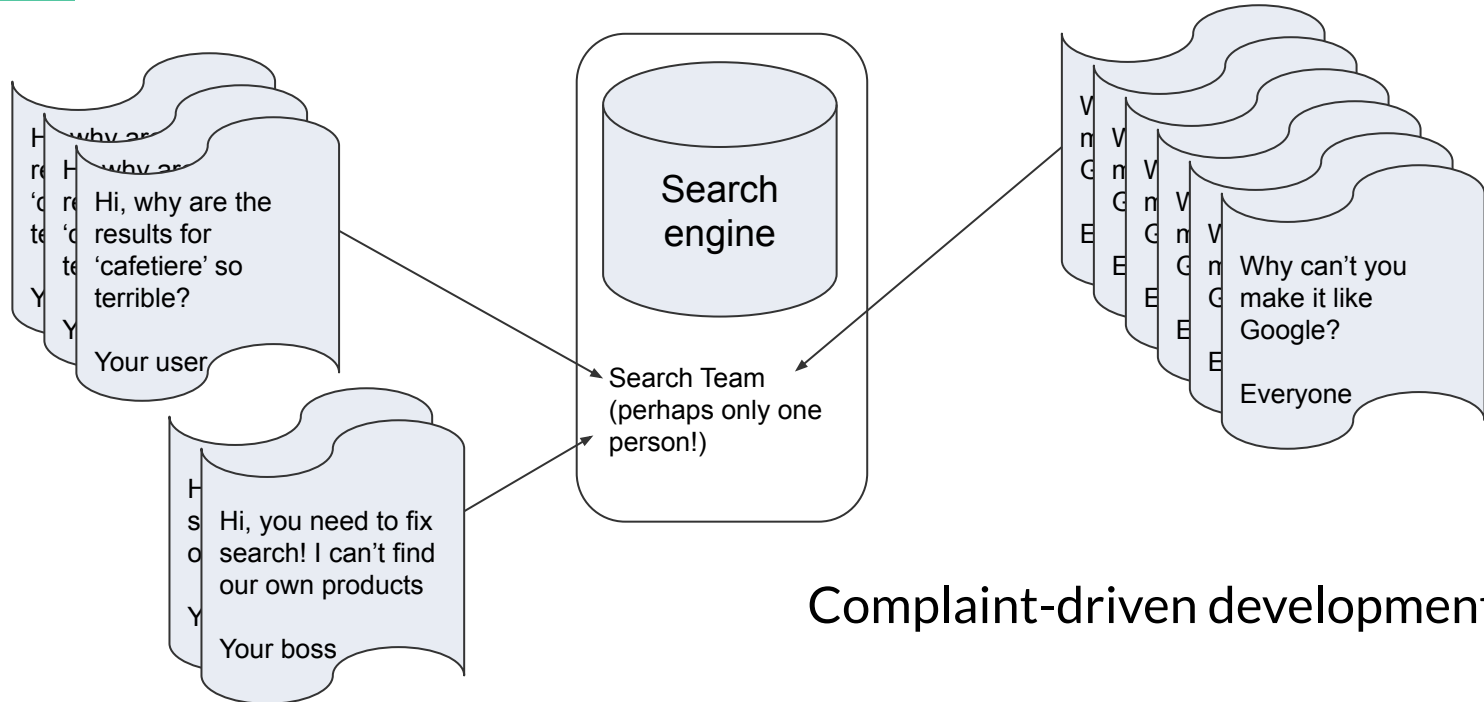 Hi, why are the
results for
‘cafetiere’ so
terrible?
Your user
Hi, you need to fix
search! I can’t find
our own products
Your boss
Search
engine
Search Team
(perhaps only one
person!)
Why can’t you
make it like
Google?
Everyone
Complaint-driven development